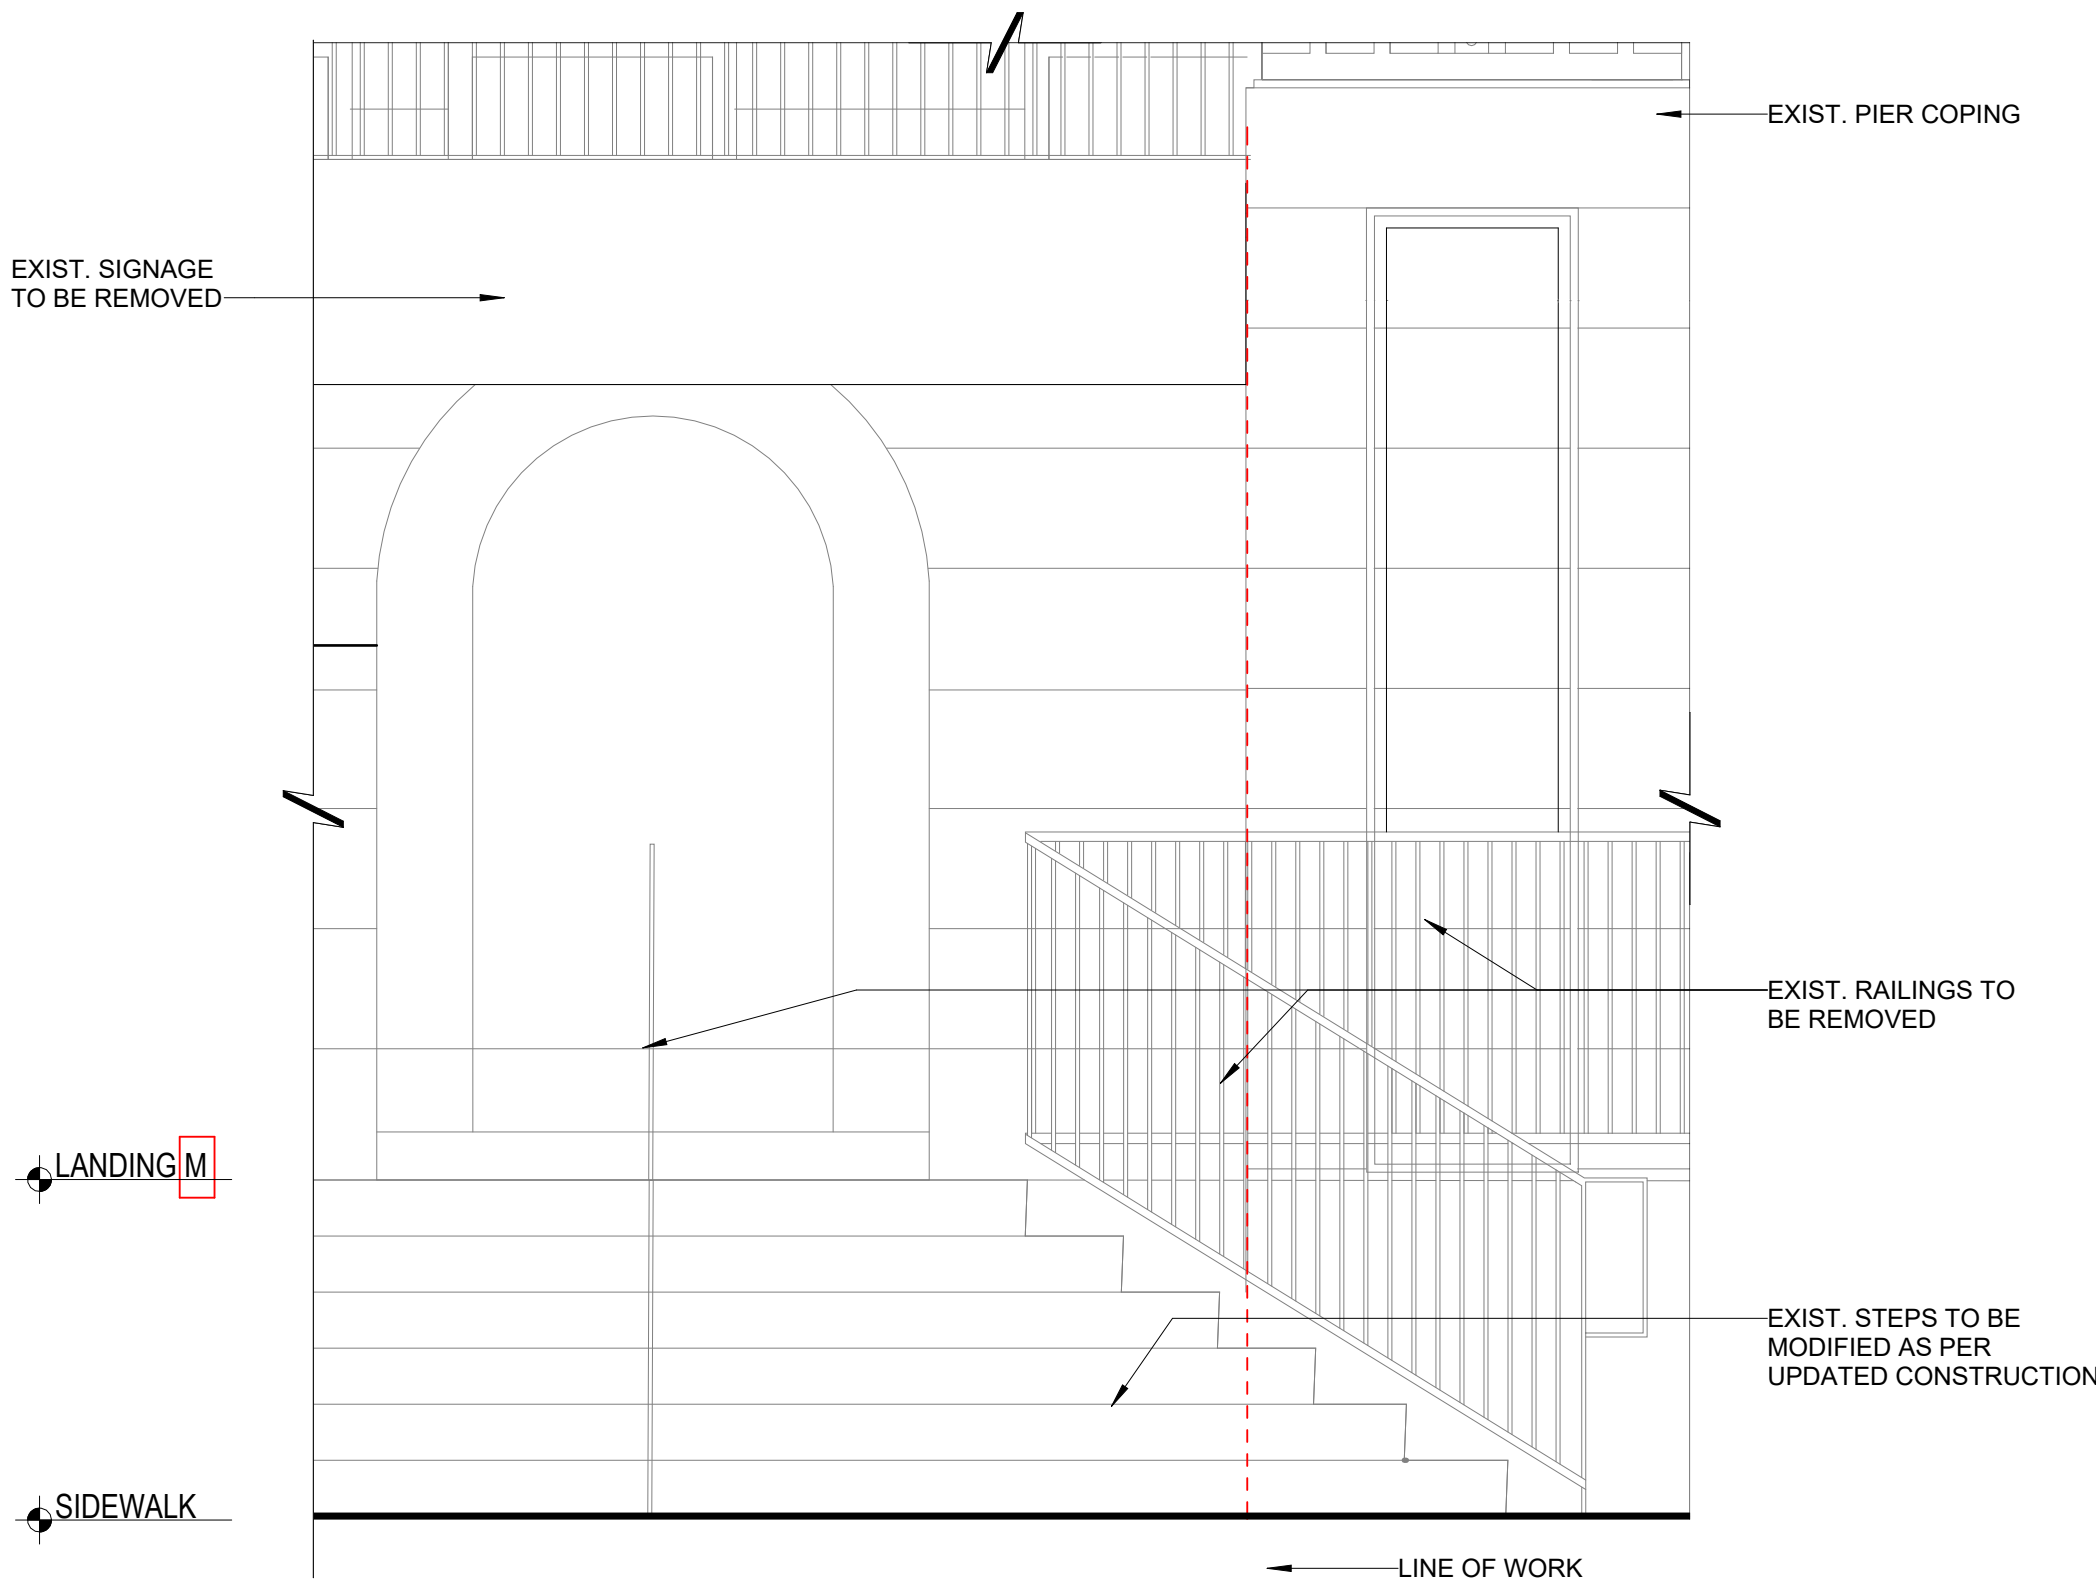 EXIST. PIER COPING
EXIST. SIGNAGE
TO BE REMOVED
EXIST. RAILINGS TO
BE REMOVED
LANDING M
EXIST. STEPS TO BE
MODIFIED AS PER
UPDATED CONSTRUCTION
SIDEWALK
LINE OF WORK